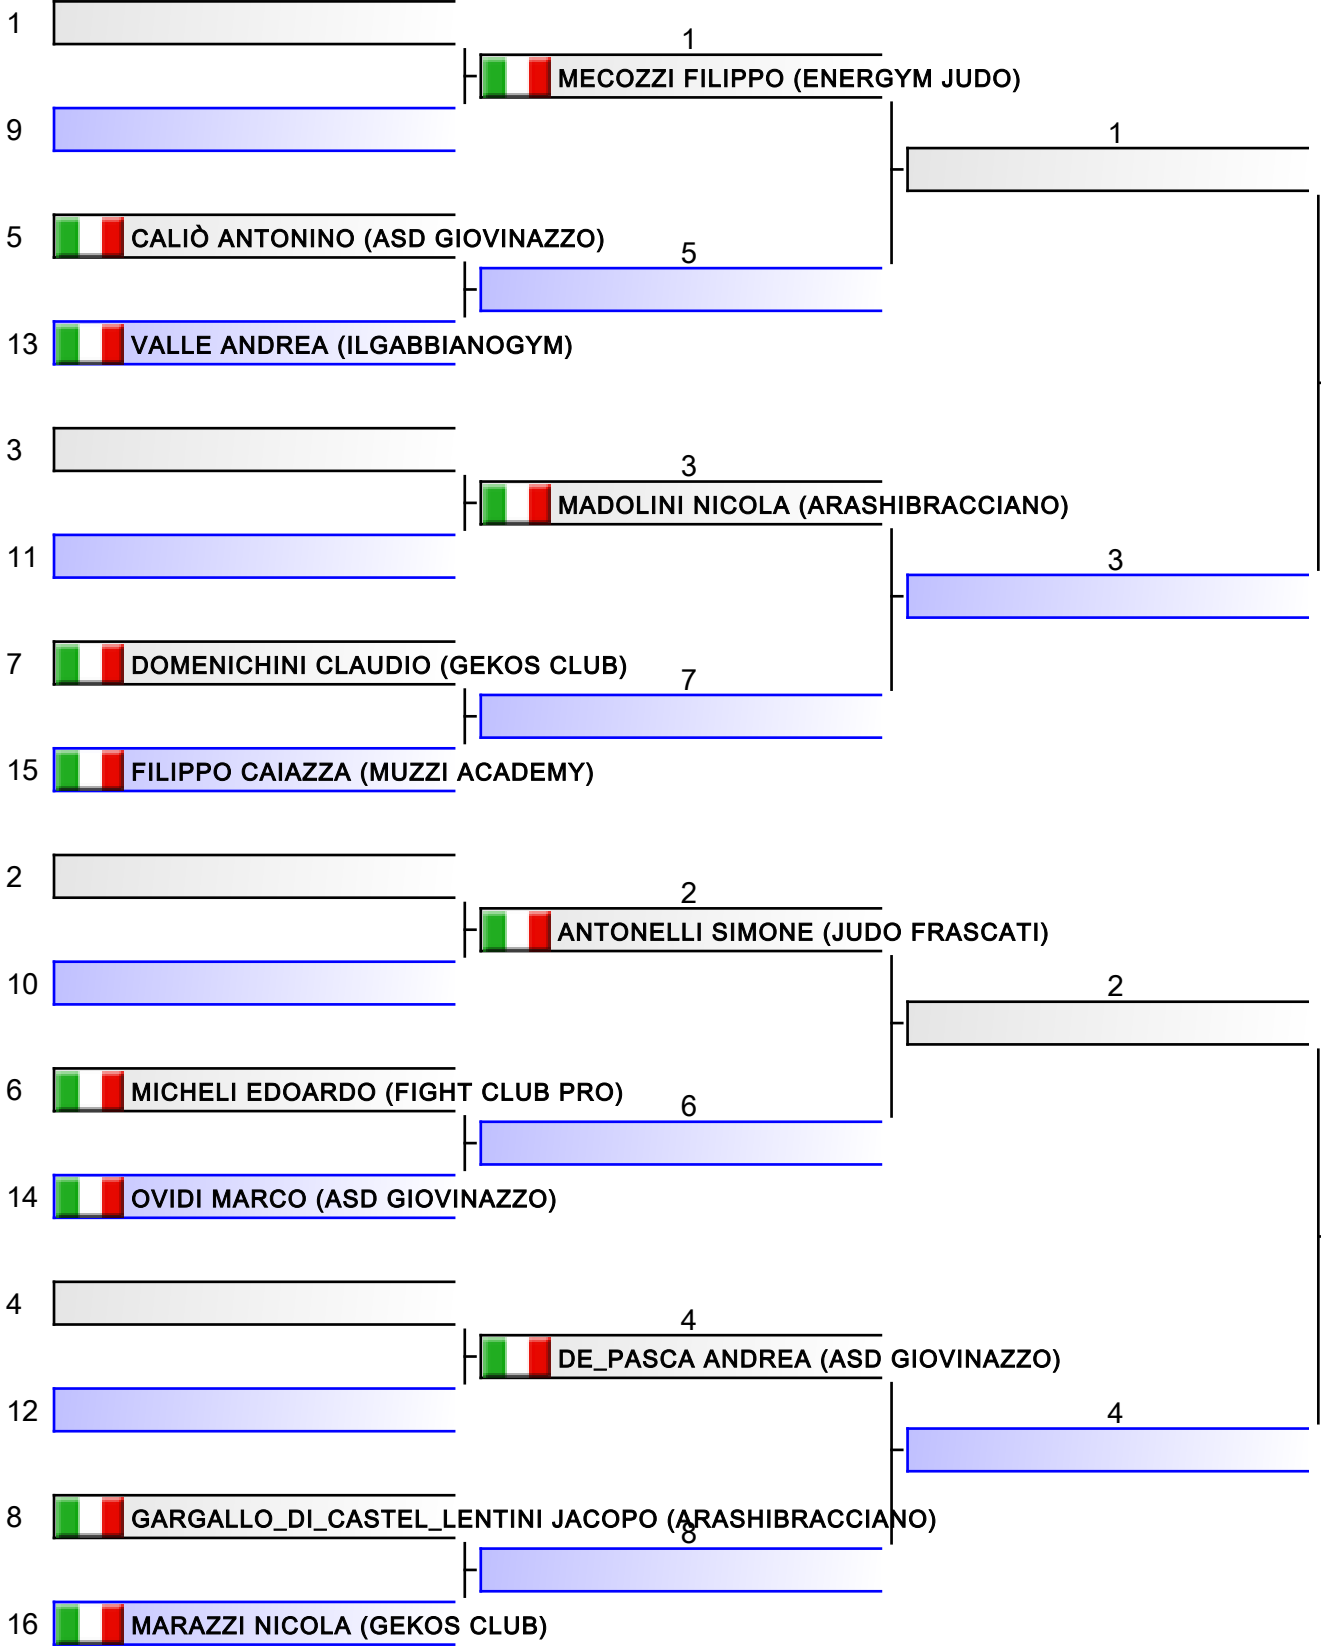 1
1
MECOZZI FILIPPO (ENERGYM JUDO)
9
1
5
CALIÒ ANTONINO (ASD GIOVINAZZO)
5
13
VALLE ANDREA (ILGABBIANOGYM)
3
3
MADOLINI NICOLA (ARASHIBRACCIANO)
11
3
7
DOMENICHINI CLAUDIO (GEKOS CLUB)
7
15
FILIPPO CAIAZZA (MUZZI ACADEMY)
2
2
ANTONELLI SIMONE (JUDO FRASCATI)
10
2
6
MICHELI EDOARDO (FIGHT CLUB PRO)
6
14
OVIDI MARCO (ASD GIOVINAZZO)
4
4
DE_PASCA ANDREA (ASD GIOVINAZZO)
12
4
8
GARGALLO_DI_CASTEL_LENTINI JACOPO (ARASHIBRACCIANO)
8
16
MARAZZI NICOLA (GEKOS CLUB)